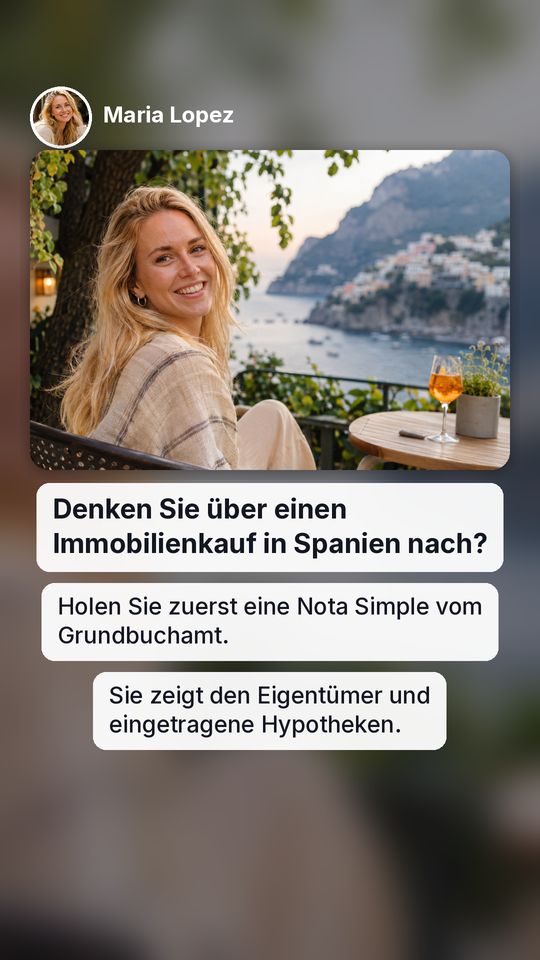 Maria Lopez
Denken Sie über einen
Immobilienkauf in Spanien nach?
Holen Sie zuerst eine Nota Simple vom
Grundbuchamt.
Sie zeigt den Eigentümer und
eingetragene Hypotheken.